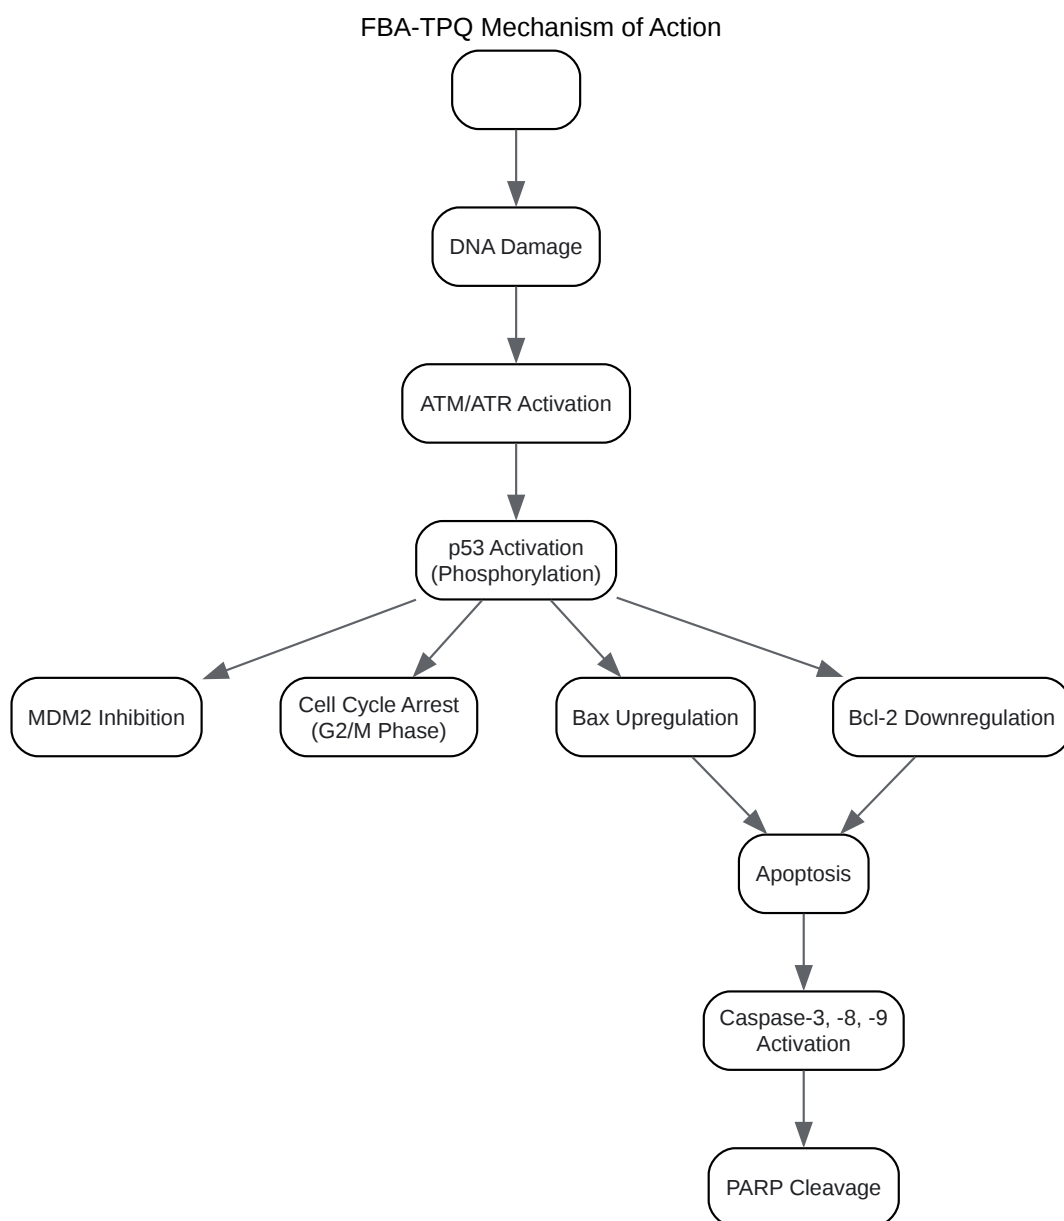 FBA-TPQ Mechanism of Action
DNA Damage
ATM/ATR Activation
p53 Activation
(Phosphorylation)
MDM2 Inhibition
Cell Cycle Arrest
(G2/M Phase)
Bax Upregulation
Bcl-2 Downregulation
Apoptosis
Caspase-3, -8, -9
Activation
PARP Cleavage